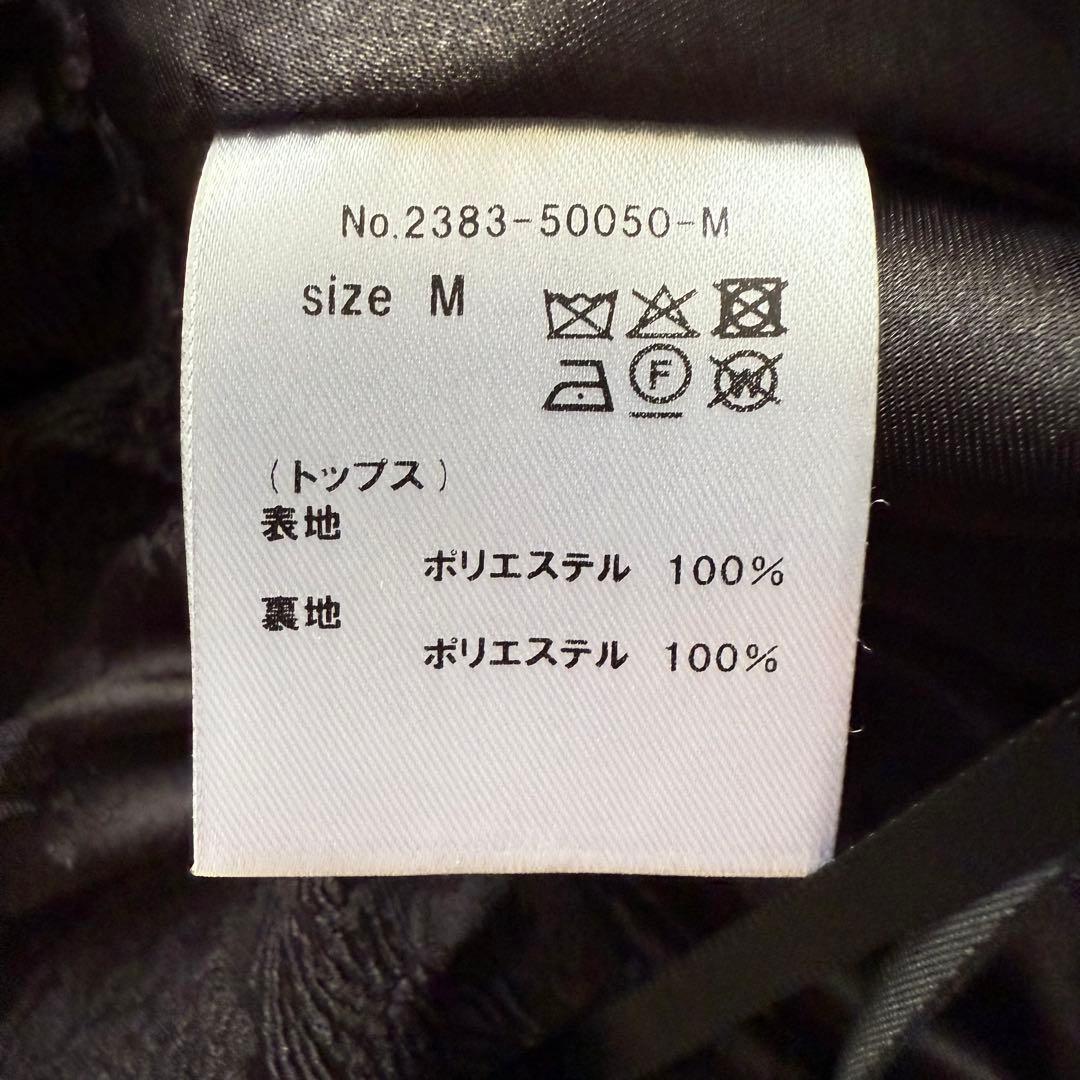 No.2383-50050-M
size M
F
W
(トップス)
表地
ポリエステル 100%
裏地
ポリエステル 100%